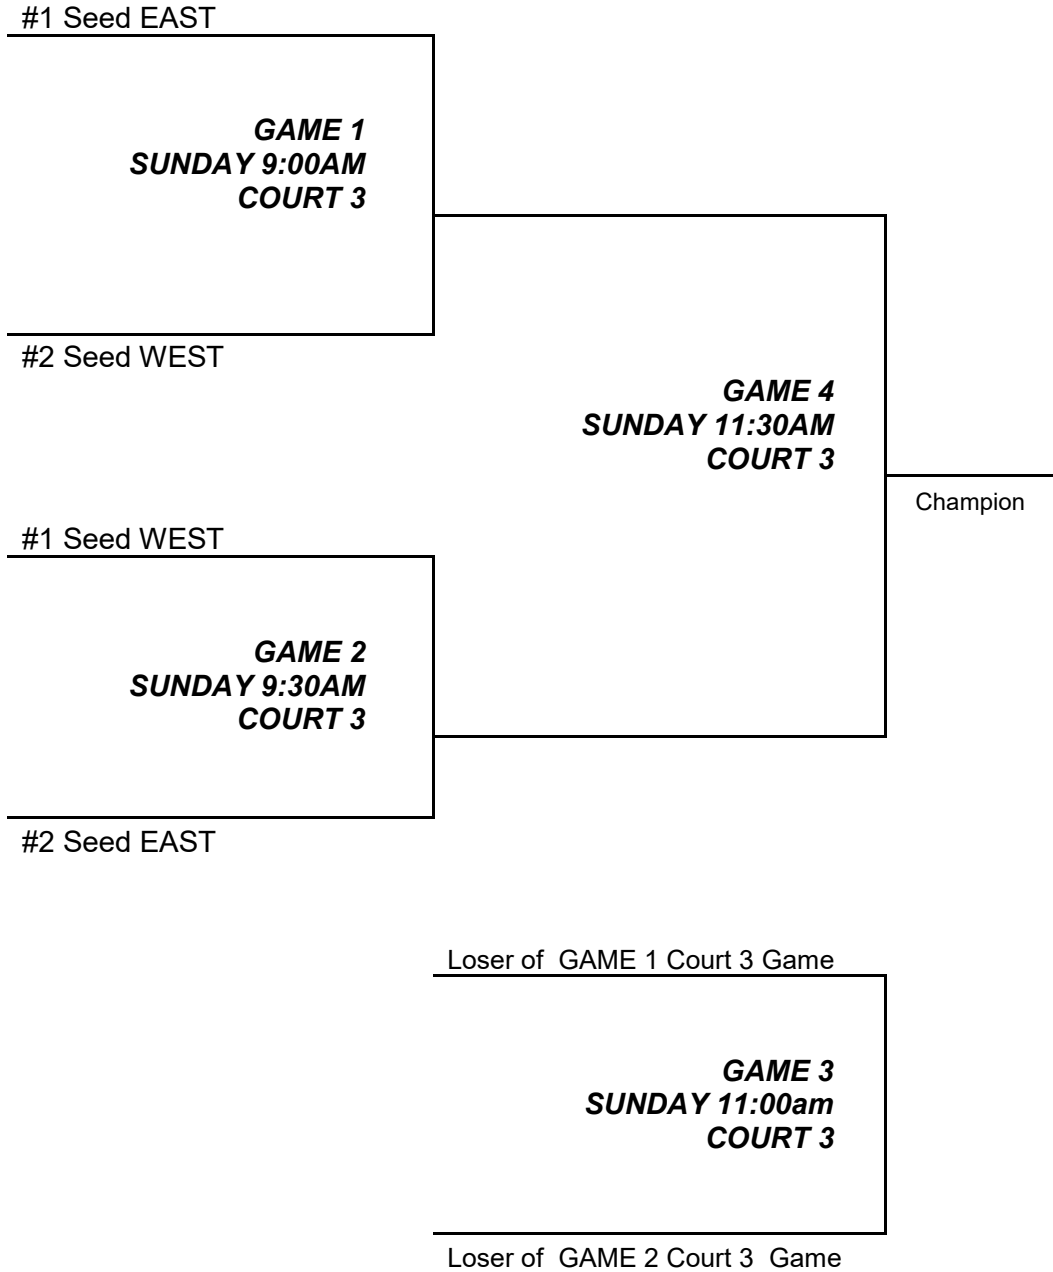 #1 Seed EAST
GAME 1
SUNDAY 9:00AM
COURT 3
#2 Seed WEST
GAME 4
SUNDAY 11:30AM
COURT 3
Champion
#1 Seed WEST
GAME 2
SUNDAY 9:30AM
COURT 3
#2 Seed EAST
Loser of  GAME 1 Court 3 Game
GAME 3
SUNDAY 11:00am
COURT 3
Loser of  GAME 2 Court 3  Game